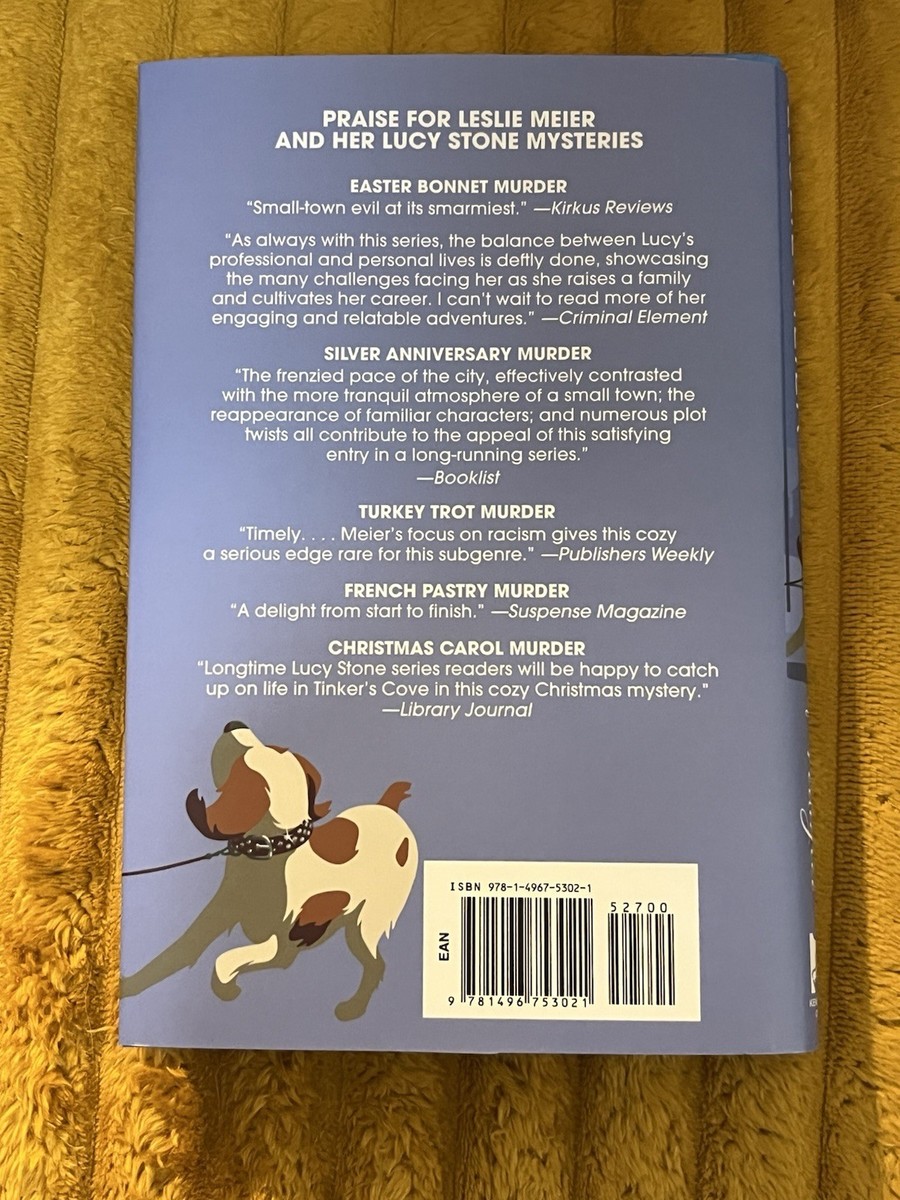 PRAISE FOR LESLIE MEIER
AND HER LUCY STONE MYSTERIES
EASTER BONNET MURDER
“Small-town evil at its smarmiest.” —Kirkus Reviews
“As always with this series, the balance between Lucy’s
professional and personal lives is deftly done, showcasing
the many challenges facing her as she raises a family
and cultivates her career. I can’t wait to read more of her
engaging and relatable adventures.” —Criminal Element
SILVER ANNIVERSARY MURDER
“The frenzied pace of the city, effectively contrasted
with the more tranquil atmosphere of a small town; the
reappearance of familiar characters; and numerous plot
twists all contribute to the appeal of this satisfying
entry in a long-running series.”
—Booklist
TURKEY TROT MURDER
“Timely. . . . Meier’s focus on racism gives this cozy
a serious edge rare for this subgenre.” —Publishers Weekly
FRENCH PASTRY MURDER
“A delight from start to finish.” —Suspense Magazine
CHRISTMAS CAROL MURDER
“Longtime Lucy Stone series readers will be happy to catch
up on life in Tinker’s Cove in this cozy Christmas mystery.”
—Library Journal
ISBN 978-1-4967-5302-1
52700
EAN
9 781496 753021